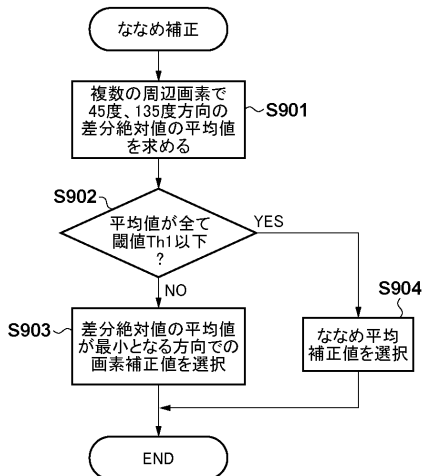 ななめ補正
複数の周辺画素で
45度、135度方向の
差分絶対値の平均値
を求める
S901
S902
平均値が全て
閾値Th1以下
?
YES
NO
S903
差分絶対値の平均値
が最小となる方向での
画素補正値を選択
S904
ななめ平均
補正値を選択
END